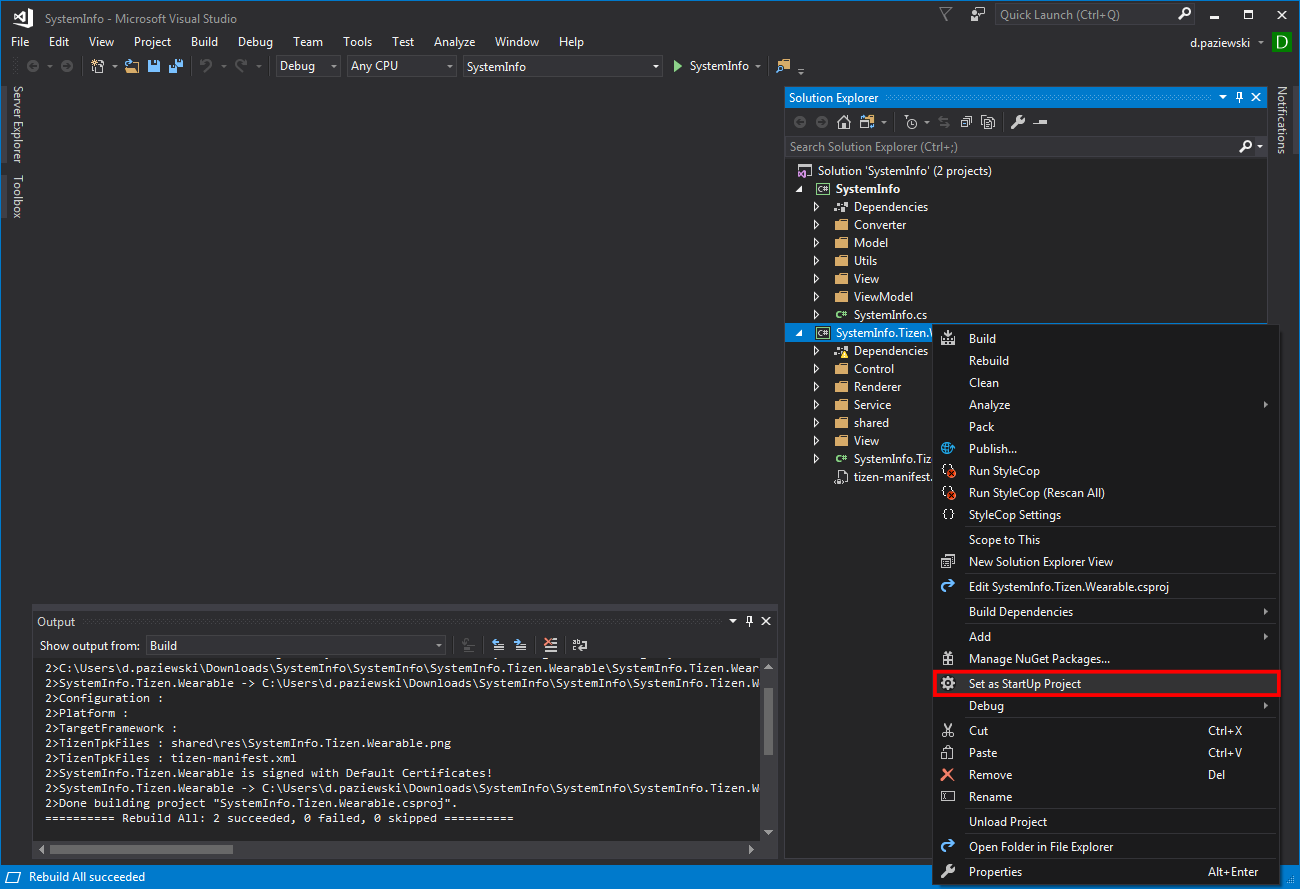 SystemInfo - Microsoft Visual Studio
Quick Launch (Ctrl+Q)
File Edit View Project Build Debug Team Tools Test Analyze Window Help
d.paziewski D
Debug Any CPU SystemInfo SystemInfo
Server Explorer
Toolbox
Notifications
Solution Explorer
Search Solution Explorer (Ctrl+;)
Solution 'SystemInfo' (2 projects)
C# SystemInfo
Dependencies
Converter
Model
Utils
View
ViewModel
C# SystemInfo.cs
C# SystemInfo.Tizen.
Dependencies
Control
Renderer
Service
shared
View
C# SystemInfo.Tiz
tizen-manifest.
Build
Rebuild
Clean
Analyze
Pack
Publish...
Run StyleCop
Run StyleCop (Rescan All)
StyleCop Settings
Scope to This
New Solution Explorer View
Edit SystemInfo.Tizen.Wearable.csproj
Build Dependencies
Add
Manage NuGet Packages...
Set as StartUp Project
Debug
Cut Ctrl+X
Paste Ctrl+V
Remove Del
Rename
Unload Project
Open Folder in File Explorer
Properties Alt+Enter
Output
Show output from: Build
2>C:\Users\d.paziewski\Downloads\SystemInfo\SystemInfo\SystemInfo.Tizen.Wearable\SystemInfo.Tizen.Wear
2>SystemInfo.Tizen.Wearable -> C:\Users\d.paziewski\Downloads\SystemInfo\SystemInfo\SystemInfo.Tizen.W
2>Configuration :
2>Platform :
2>TargetFramework :
2>TizenTpkFiles : shared\res\SystemInfo.Tizen.Wearable.png
2>TizenTpkFiles : tizen-manifest.xml
2>SystemInfo.Tizen.Wearable is signed with Default Certificates!
2>SystemInfo.Tizen.Wearable -> C:\Users\d.paziewski\Downloads\SystemInfo\SystemInfo\SystemInfo.Tizen.W
2>Done building project "SystemInfo.Tizen.Wearable.csproj".
========== Rebuild All: 2 succeeded, 0 failed, 0 skipped ==========
Rebuild All succeeded